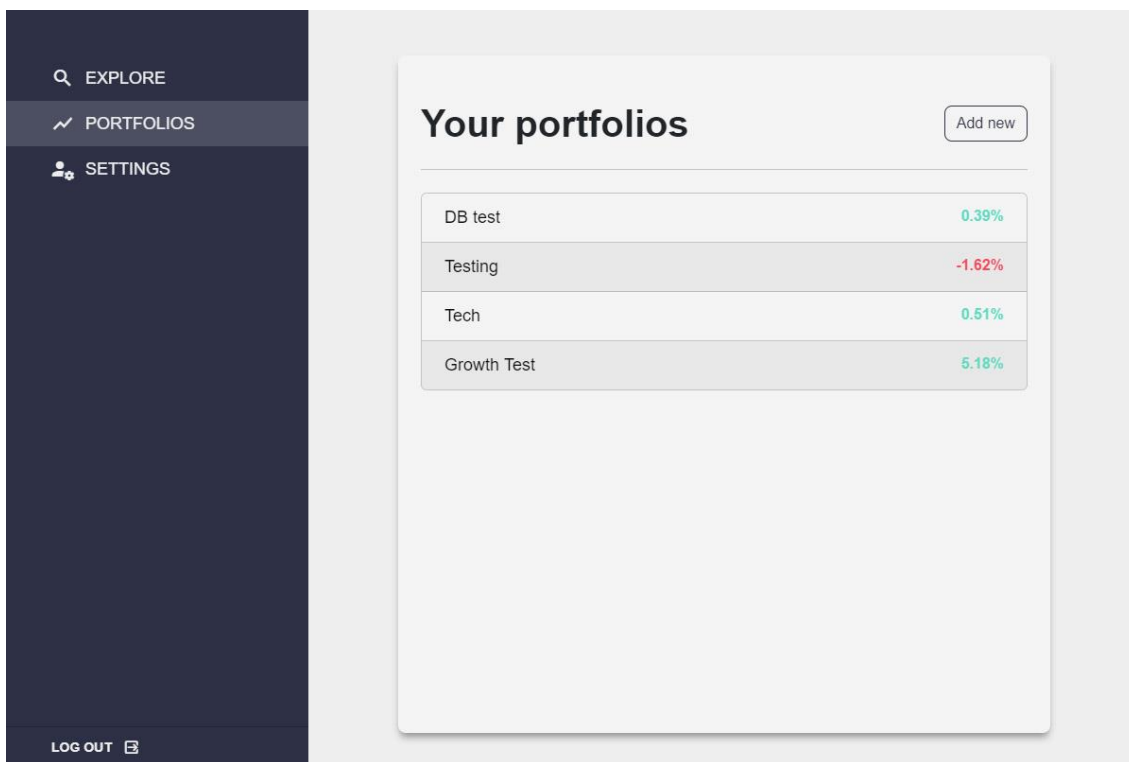 EXPLORE
PORTFOLIOS
SETTINGS
LOG OUT
Your portfolios
Add new
DB test 0.39%
Testing -1.62%
Tech 0.51%
Growth Test 5.18%